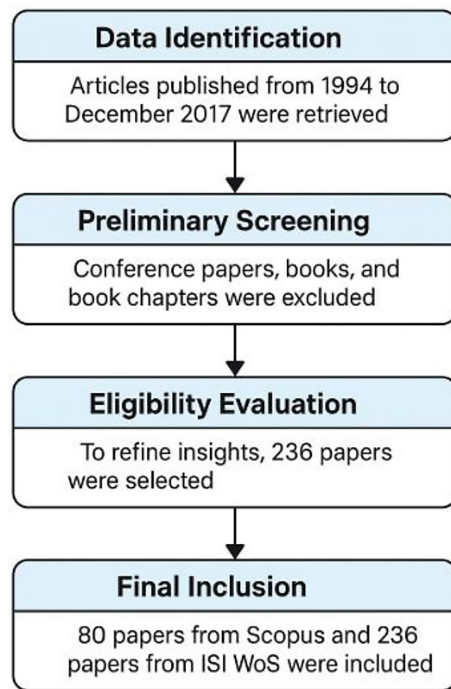 Data Identification
Articles published from 1994 to
December 2017 were retrieved
Preliminary Screening
Conference papers, books, and
book chapters were excluded
Eligibility Evaluation
To refine insights, 236 papers
were selected
Final Inclusion
80 papers from Scopus and 236
papers from ISI WoS were included